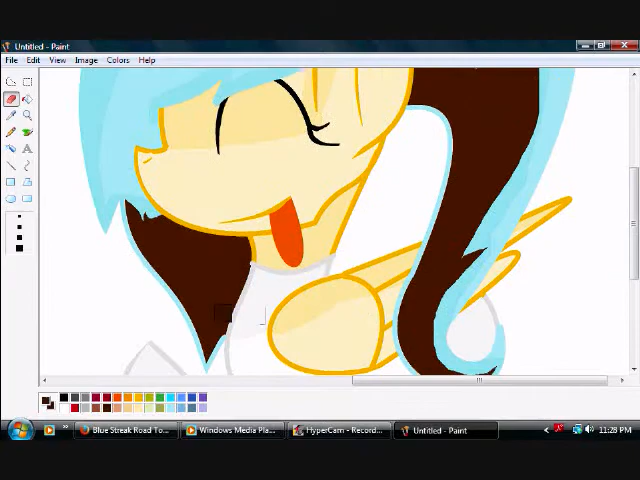 Untitled - Paint
File Edit View Image Colors Help
Blue Streak Road To...
Windows Media Pla...
HyperCam - Record...
Untitled - Paint
11:28 PM